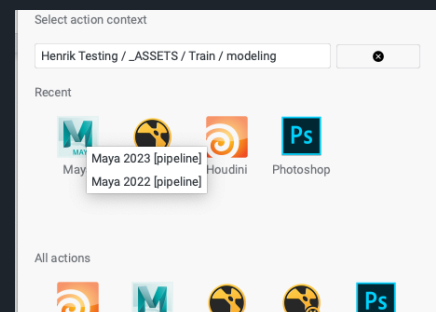 Select action context
Henrik Testing / _ASSETS / Train / modeling
Recent
MAY
Ps
Maya 2023 [pipeline]
Maya 2022 [pipeline]
May
Houdini
Photoshop
All actions
Ps